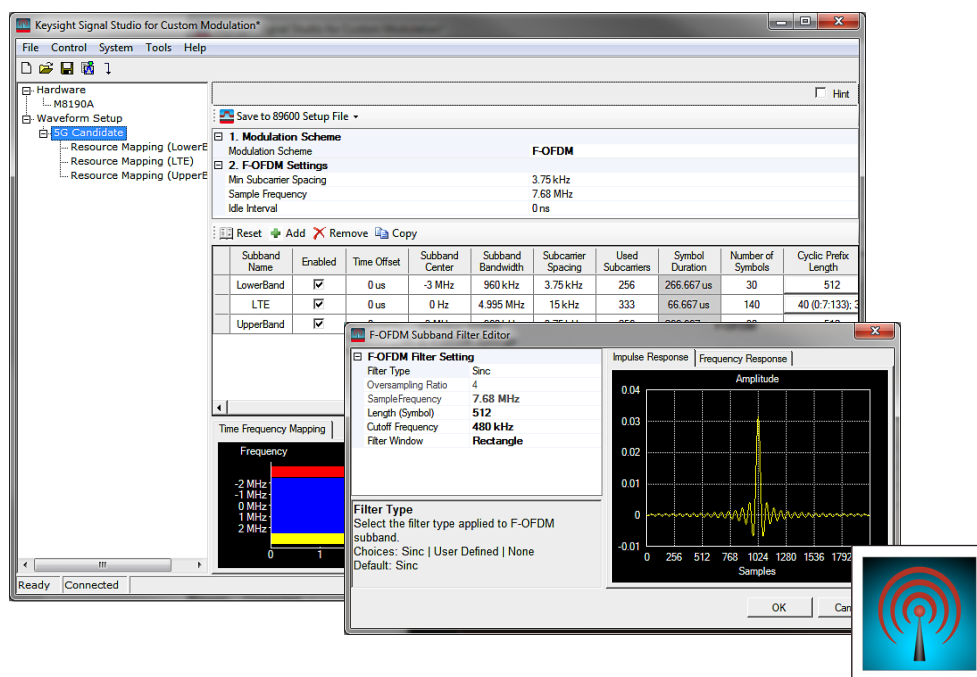 Keysight Signal Studio for Custom Modulation*
File Control System Tools Help
Hardware
M8190A
Waveform Setup
5G Candidate
Resource Mapping (LowerB
Resource Mapping (LTE)
Resource Mapping (UpperB
Hint
Save to 89600 Setup File
1. Modulation Scheme
Modulation Scheme F-OFDM
2. F-OFDM Settings
Min Subcarrier Spacing 3.75 kHz
Sample Frequency 7.68 MHz
Idle Interval 0 ns
Reset Add Remove Copy
Subband Name Enabled Time Offset Subband Center Subband Bandwidth Subcarrier Spacing Used Subcarriers Symbol Duration Number of Symbols Cyclic Prefix Length
LowerBand 0 us -3 MHz 960 kHz 3.75 kHz 256 266.667 us 30 512
LTE 0 us 0 Hz 4.995 MHz 15 kHz 333 66.667 us 140 40 (0:7:133); 3
UpperBand
Time Frequency Mapping
Frequency
-2 MHz
-1 MHz
0 MHz
1 MHz
2 MHz
0 1
Ready Connected
F-OFDM Subband Filter Editor
F-OFDM Filter Setting
Filter Type Sinc
Oversampling Ratio 4
SampleFrequency 7.68 MHz
Length (Symbol) 512
Cutoff Frequency 480 kHz
Filter Window Rectangle
Filter Type
Select the filter type applied to F-OFDM
subband.
Choices: Sinc | User Defined | None
Default: Sinc
Impulse Response Frequency Response
Amplitude
0.04
0.03
0.02
0.01
0
-0.01
0 256 512 768 1024 1280 1536 1792
Samples
OK Can